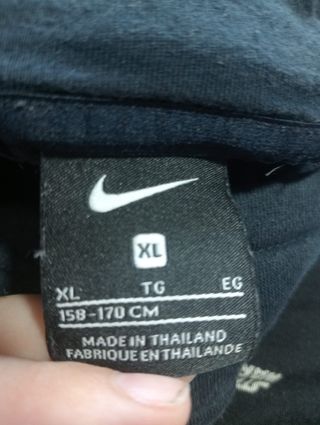 XL
XL TG EG
158-170 CM
MADE IN THAILAND
FABRIQUE EN THAILANDE